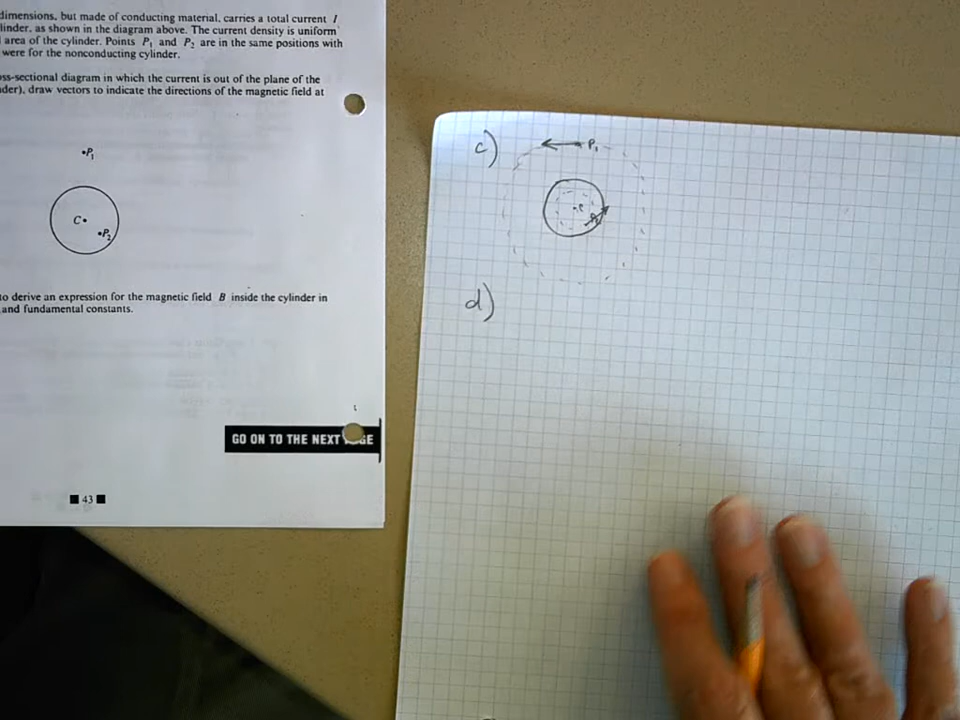 dimensions, but made of conducting material, carries a total current I
linder, as shown in the diagram above. The current density is uniform
area of the cylinder. Points P₁ and P₂ are in the same positions with
were for the nonconducting cylinder.
ss-sectional diagram in which the current is out of the plane of the
der), draw vectors to indicate the directions of the magnetic field at
•P₁
C•
•P₂
to derive an expression for the magnetic field B inside the cylinder in
and fundamental constants.
GO ON TO THE NEXT
■ 43 ■
c)
P₁
d)